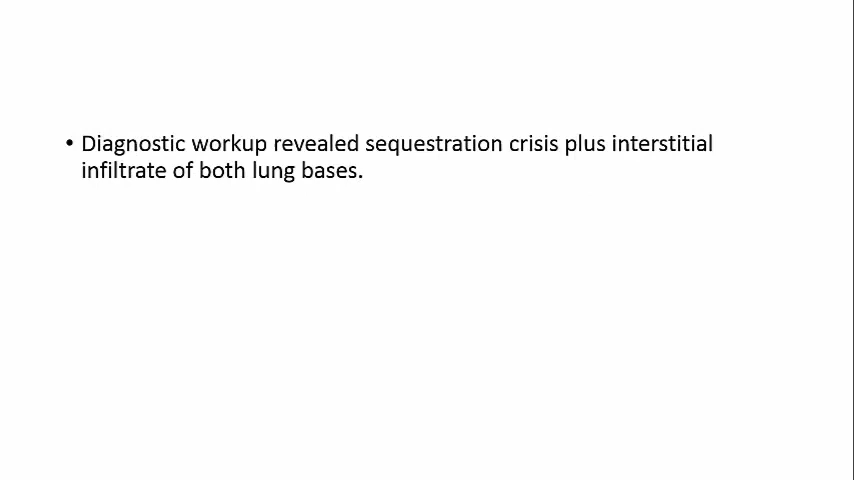 • Diagnostic workup revealed sequestration crisis plus interstitial
infiltrate of both lung bases.